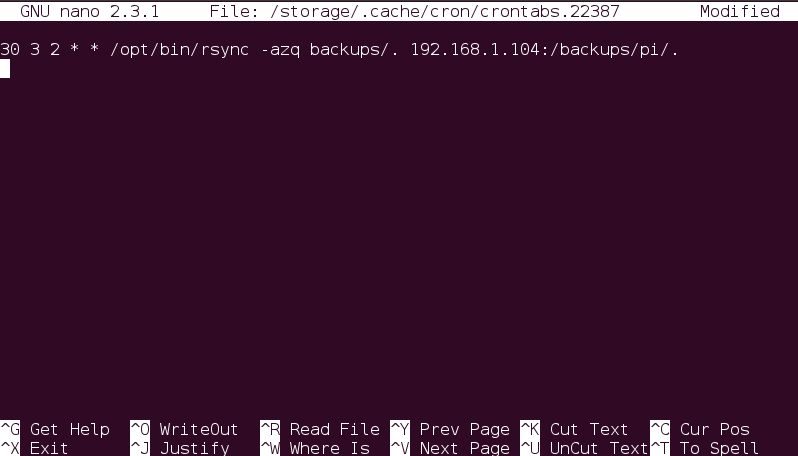 GNU nano 2.3.1 File: /storage/.cache/cron/crontabs.22387 Modified
30 3 2 * * /opt/bin/rsync -azq backups/. 192.168.1.104:/backups/pi/.
^G Get Help ^O WriteOut ^R Read File ^Y Prev Page ^K Cut Text ^C Cur Pos
^X Exit ^J Justify ^W Where Is ^V Next Page ^U UnCut Text ^T To Spell